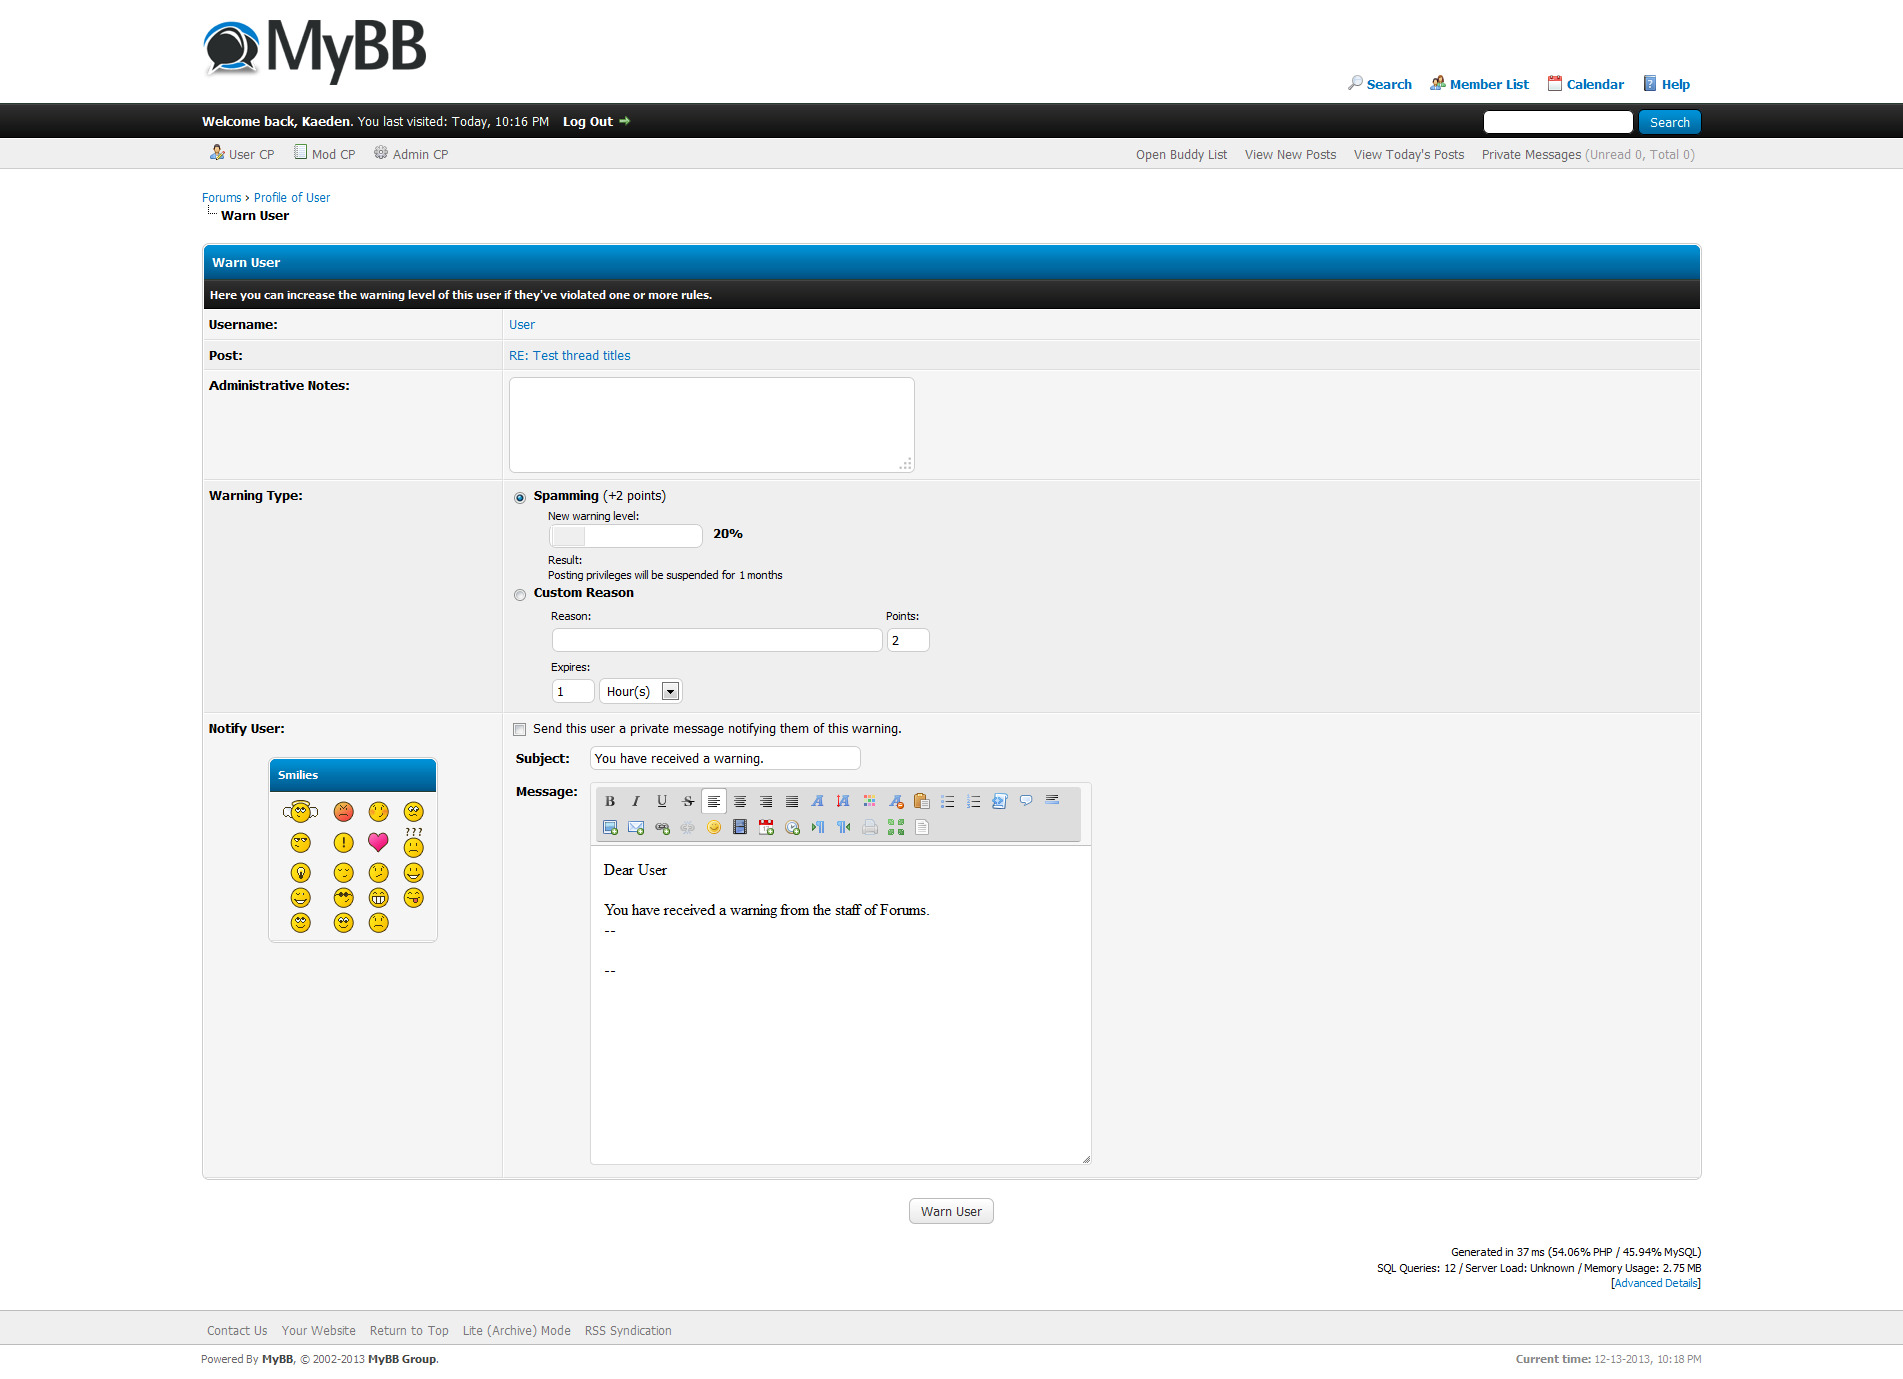 MyBB
Search Member List Calendar Help
Welcome back, Kaeden. You last visited: Today, 10:16 PM Log Out
Search
User CP Mod CP Admin CP
Open Buddy List View New Posts View Today's Posts Private Messages (Unread 0, Total 0)
Forums › Profile of User
Warn User
Warn User
Here you can increase the warning level of this user if they've violated one or more rules.
Username: User
Post: RE: Test thread titles
Administrative Notes:
Warning Type: Spamming (+2 points)
New warning level:
20%
Result:
Posting privileges will be suspended for 1 months
Custom Reason
Reason: Points:
2
Expires:
1 Hour(s)
Notify User: Send this user a private message notifying them of this warning.
Subject: You have received a warning.
Smilies
Message:
Dear User
You have received a warning from the staff of Forums.
--
--
Warn User
Generated in 37 ms (54.06% PHP / 45.94% MySQL)
SQL Queries: 12 / Server Load: Unknown / Memory Usage: 2.75 MB
[Advanced Details]
Contact Us Your Website Return to Top Lite (Archive) Mode RSS Syndication
Powered By MyBB, © 2002-2013 MyBB Group.
Current time: 12-13-2013, 10:18 PM